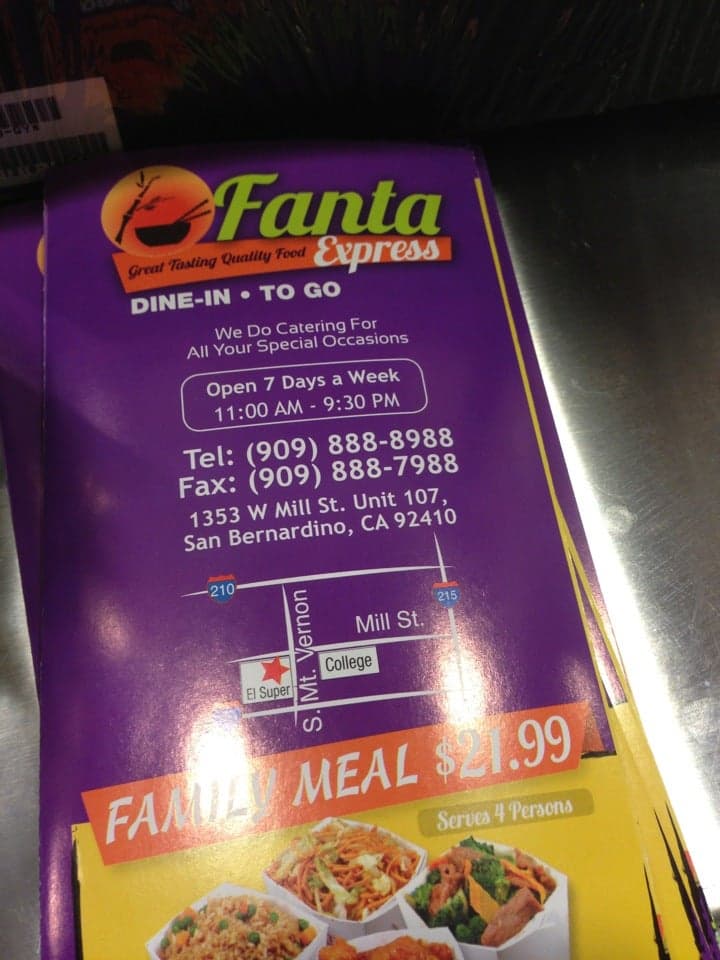 Fanta
Express
Great Tasting Quality Food
DINE-IN • TO GO
We Do Catering For
All Your Special Occasions
Open 7 Days a Week
11:00 AM - 9:30 PM
Tel: (909) 888-8988
Fax: (909) 888-7988
1353 W Mill St. Unit 107,
San Bernardino, CA 92410
210
215
Mill St.
S. Mt. Vernon
College
El Super
FAMILY MEAL $21.99
Serves 4 Persons